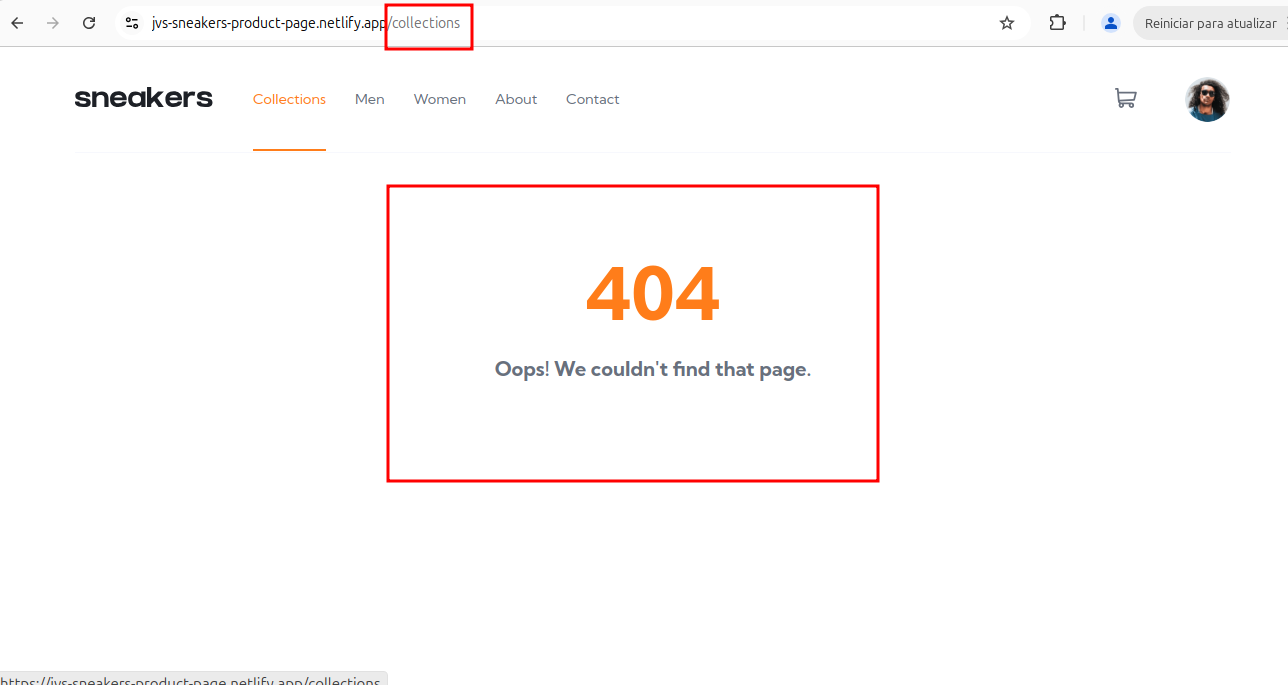 jvs-sneakers-product-page.netlify.app/collections
Reiniciar para atualizar
sneakers
Collections
Men
Women
About
Contact
404
Oops! We couldn't find that page.
https://jvs-sneakers-product-page.netlify.app/collections